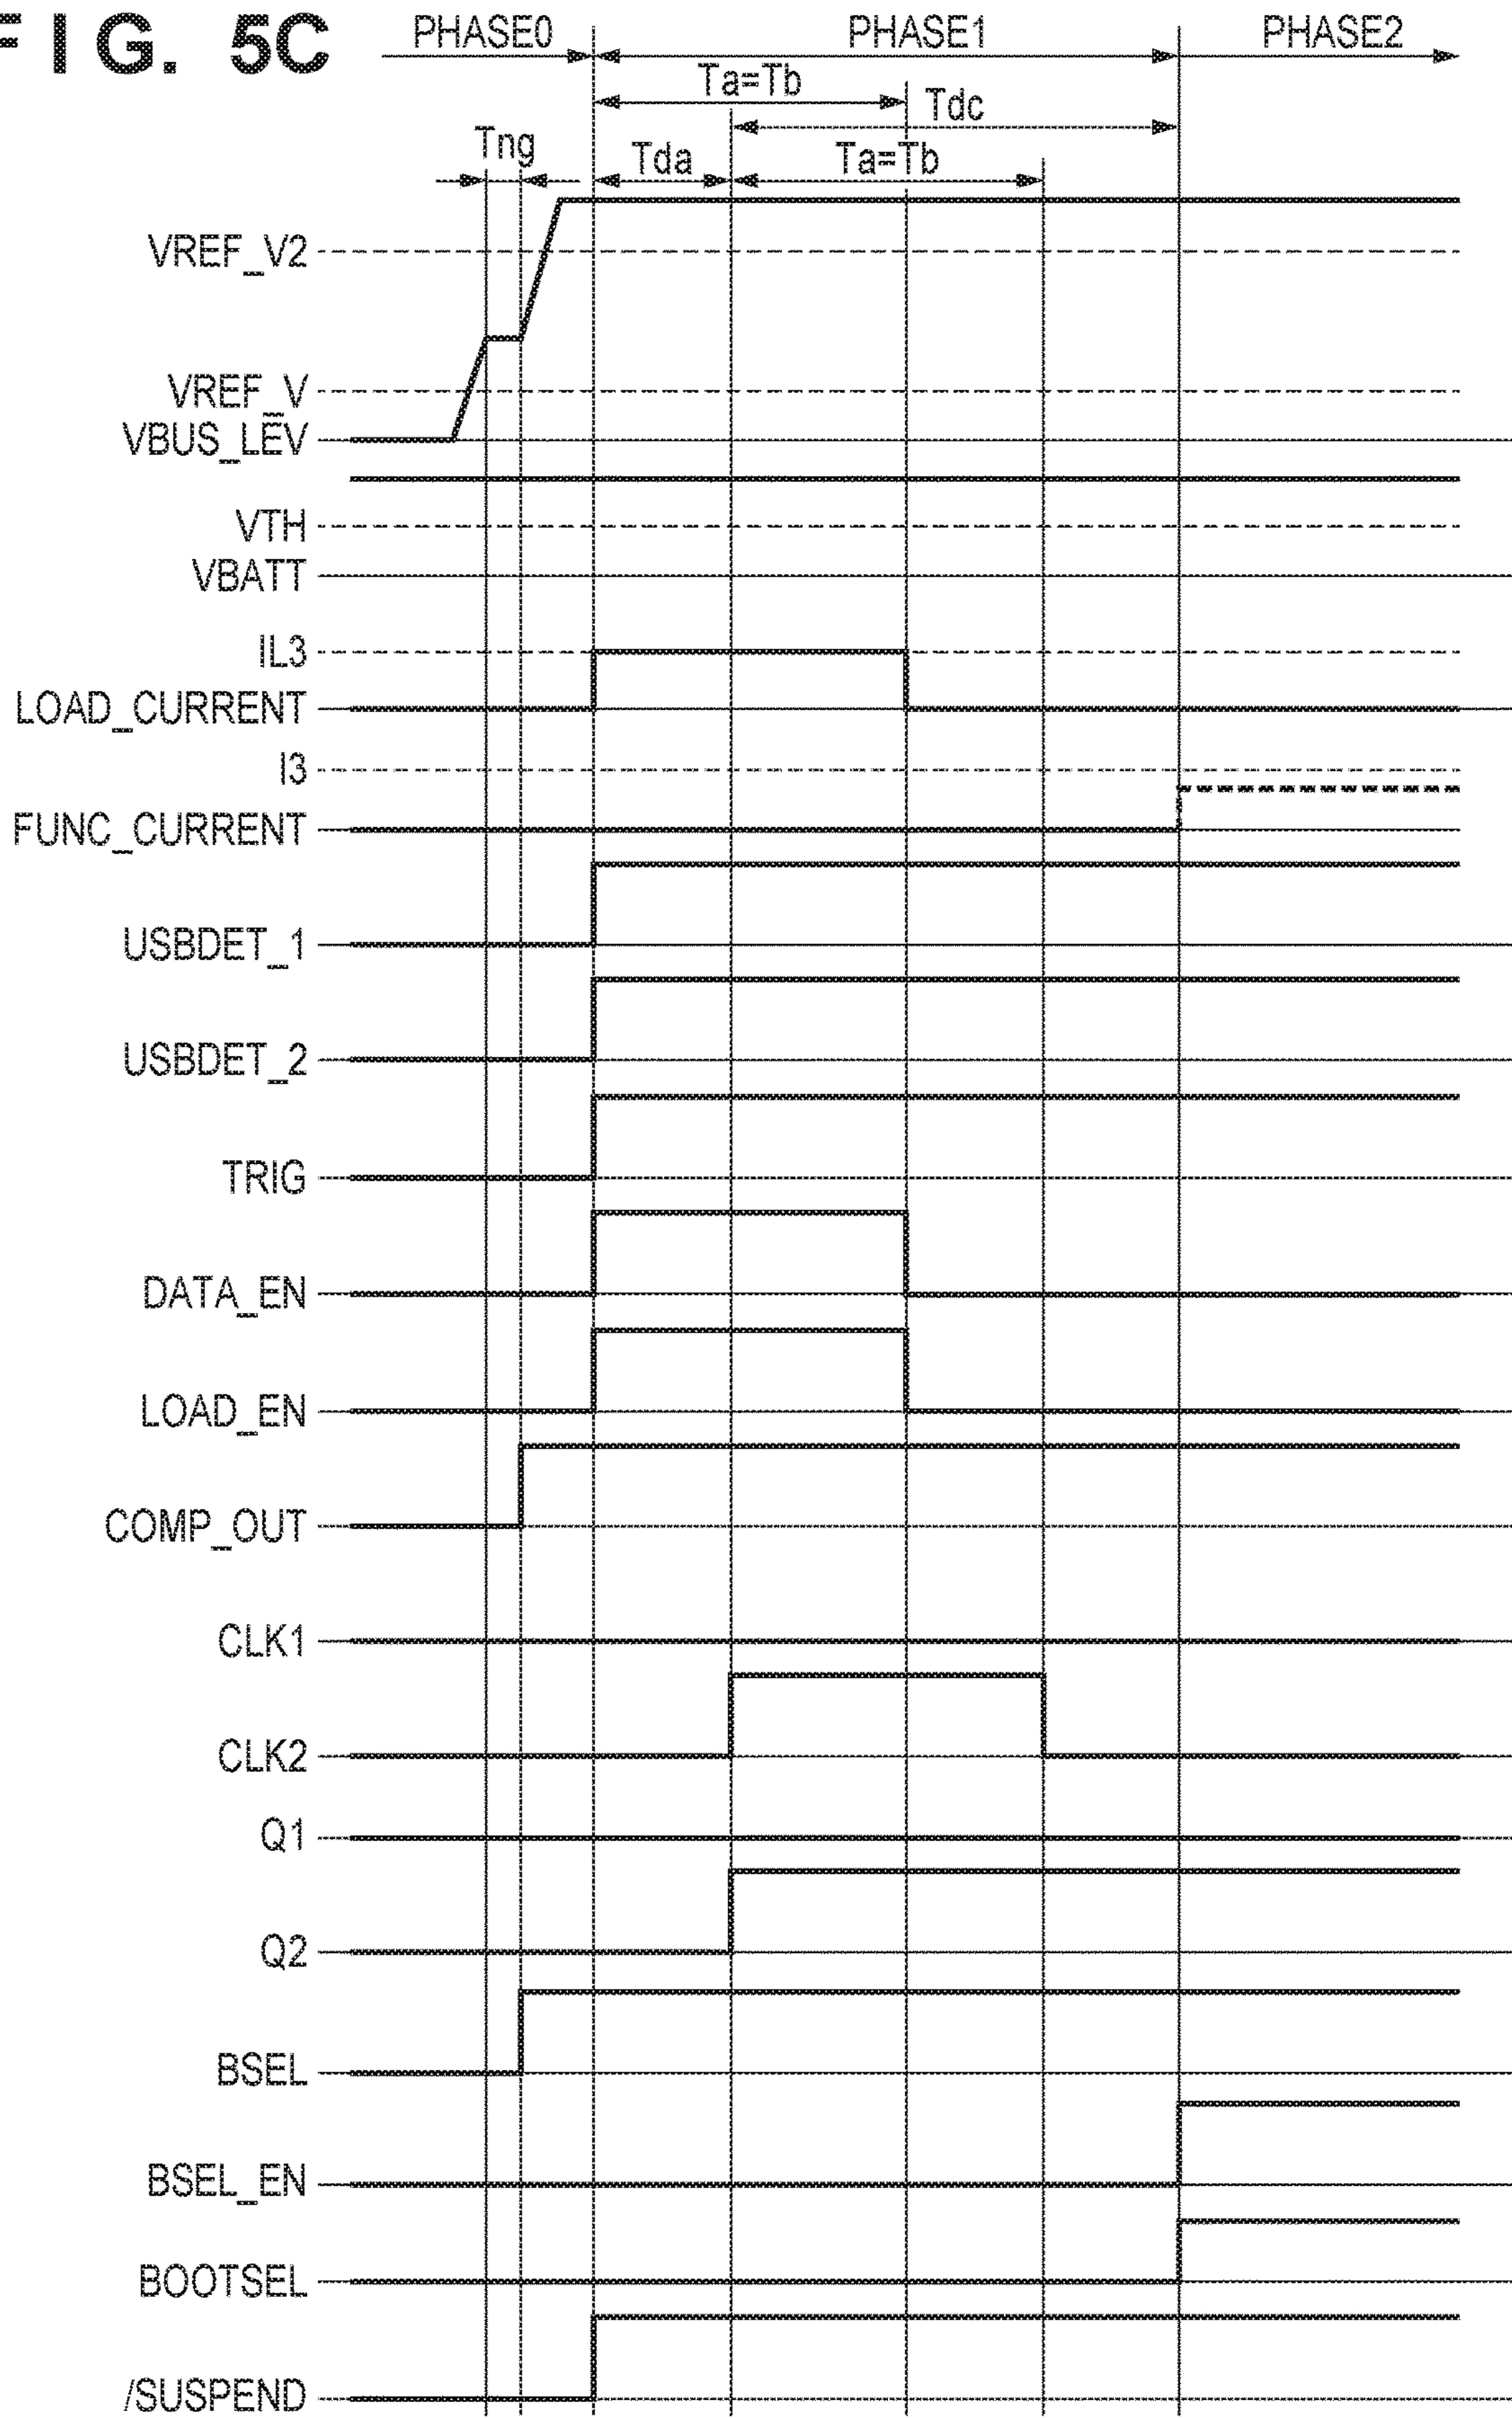 FIG. 5C
PHASE0 PHASE1 PHASE2
Ta=Tb
Tdc
Tng Tda Ta=Tb
VREF_V2
VREF_V
VBUS_LEV
VTH
VBATT
IL3
LOAD_CURRENT
I3
FUNC_CURRENT
USBDET_1
USBDET_2
TRIG
DATA_EN
LOAD_EN
COMP_OUT
CLK1
CLK2
Q1
Q2
BSEL
BSEL_EN
BOOTSEL
/SUSPEND